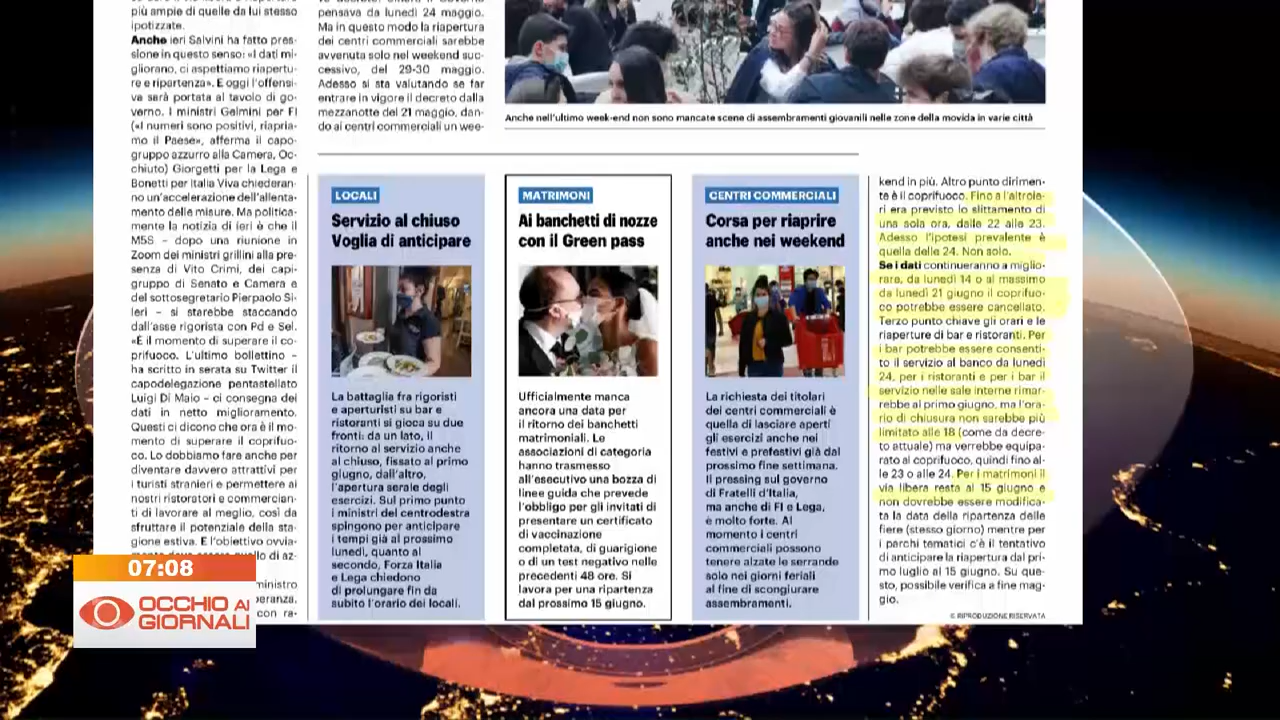 più ampie di quelle da lui stesso
ipotizzate.
Anche ieri Salvini ha fatto pres-
sione in questo senso: «I dati mi-
gliorano, ci aspettiamo riapertu-
re e ripartenza». E oggi l'offensi-
va sarà portata al tavolo di go-
verno. I ministri Gelmini per FI
(«I numeri sono positivi, riapria-
mo il Paese», afferma il capo-
gruppo azzurro alla Camera, Oc-
chiuto) Giorgetti per la Lega e
Bonetti per Italia Viva chiederan-
no un'accelerazione dell'allenta-
mento delle misure. Ma politica-
mente la notizia di ieri è che il
M5S – dopo una riunione in
Zoom dei ministri grillini alla pre-
senza di Vito Crimi, dei capi-
gruppo di Senato e Camera e
del sottosegretario Pierpaolo Si-
leri – si starebbe staccando
dall'asse rigorista con Pd e Sel.
«È il momento di superare il co-
prifuoco. L'ultimo bollettino –
ha scritto in serata su Twitter il
capodelegazione pentastellato
Luigi Di Maio – ci consegna dei
dati in netto miglioramento.
Questi ci dicono che ora è il mo-
mento di superare il coprifuo-
co. Lo dobbiamo fare anche per
diventare davvero attrattivi per
i turisti stranieri e permettere ai
nostri ristoratori e commercian-
ti di lavorare al meglio, così da
sfruttare il potenziale della sta-
gione estiva. E l'obiettivo ovvia-
di az-
ministro
con ra-
pensava da lunedì 24 maggio.
Ma in questo modo la riapertura
dei centri commerciali sarebbe
avvenuta solo nel weekend suc-
cessivo, del 29-30 maggio.
Adesso si sta valutando se far
entrare in vigore il decreto dalla
mezzanotte del 21 maggio, dan-
do ai centri commerciali un wee-
Anche nell'ultimo week-end non sono mancate scene di assembramenti giovanili nelle zone della movida in varie città
LOCALI
Servizio al chiuso
Voglia di anticipare
La battaglia fra rigoristi
e aperturisti su bar e
ristoranti si gioca su due
fronti: da un lato, il
ritorno al servizio anche
al chiuso, fissato al primo
giugno, dall'altro,
l'apertura serale degli
esercizi. Sul primo punto
i ministri del centrodestra
spingono per anticipare
i tempi già al prossimo
lunedì, quanto al
secondo, Forza Italia
e Lega chiedono
di prolungare fin da
subito l'orario dei locali.
MATRIMONI
Ai banchetti di nozze
con il Green pass
Ufficialmente manca
ancora una data per
il ritorno dei banchetti
matrimoniali. Le
associazioni di categoria
hanno trasmesso
all'esecutivo una bozza di
linee guida che prevede
l'obbligo per gli invitati di
presentare un certificato
di vaccinazione
completata, di guarigione
o di un test negativo nelle
precedenti 48 ore. Si
lavora per una ripartenza
dal prossimo 15 giugno.
CENTRI COMMERCIALI
Corsa per riaprire
anche nei weekend
La richiesta dei titolari
dei centri commerciali è
quella di lasciare aperti
gli esercizi anche nei
festivi e prefestivi già dal
prossimo fine settimana.
Il pressing sul governo
di Fratelli d'Italia,
ma anche di FI e Lega,
è molto forte. Al
momento i centri
commerciali possono
tenere alzate le serrande
solo nei giorni feriali
al fine di scongiurare
assembramenti.
kend in più. Altro punto dirimen-
te è il coprifuoco. Fino a l'altroie-
ri era previsto lo slittamento di
una sola ora, dalle 22 alle 23.
Adesso l'ipotesi prevalente è
quella delle 24. Non solo.
Se i dati continueranno a miglio-
rare, da lunedì 14 o al massimo
da lunedì 21 giugno il coprifuo-
co potrebbe essere cancellato.
Terzo punto chiave gli orari e le
riaperture di bar e ristoranti. Per
i bar potrebbe essere consenti-
to il servizio al banco da lunedì
24, per i ristoranti e per i bar il
servizio nelle sale interne rimar-
rebbe al primo giugno, ma l'ora-
rio di chiusura non sarebbe più
limitato alle 18 (come da decre-
to attuale) ma verrebbe equipa-
rato al coprifuoco, quindi fino al-
le 23 o alle 24. Per i matrimoni il
via libera resta al 15 giugno e
non dovrebbe essere modifica-
ta la data della ripartenza delle
fiere (stesso giorno) mentre per
i parchi tematici c'è il tentativo
di anticipare la riapertura dal pri-
mo luglio al 15 giugno. Su que-
sto, possibile verifica a fine mag-
gio.
© RIPRODUZIONE RISERVATA
07:08
OCCHIO AI
GIORNALI